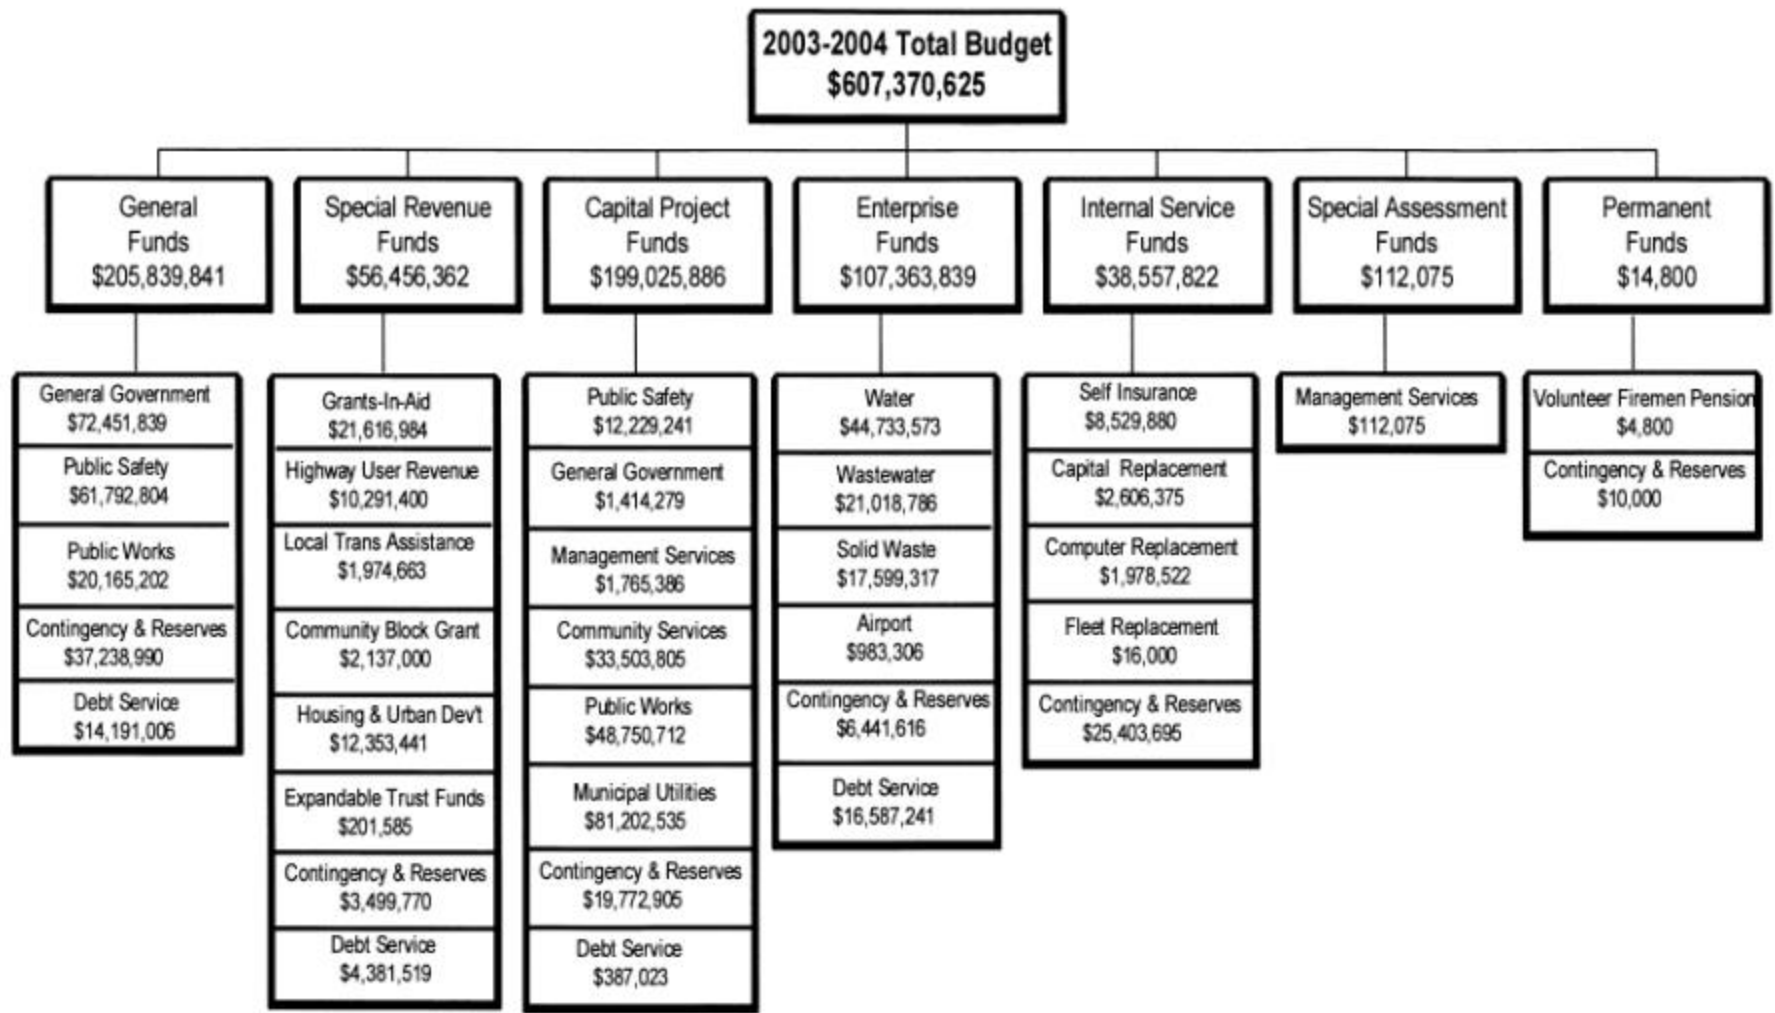 2003-2004 Total Budget
$607,370,625
General
Funds
$205,839,841
Special Revenue
Funds
$56,456,362
Capital Project
Funds
$199,025,886
Enterprise
Funds
$107,363,839
Internal Service
Funds
$38,557,822
Special Assessment
Funds
$112,075
Permanent
Funds
$14,800
General Government
$72,451,839
Public Safety
$61,792,804
Public Works
$20,165,202
Contingency & Reserves
$37,238,990
Debt Service
$14,191,006
Grants-In-Aid
$21,616,984
Highway User Revenue
$10,291,400
Local Trans Assistance
$1,974,663
Community Block Grant
$2,137,000
Housing & Urban Dev't
$12,353,441
Expandable Trust Funds
$201,585
Contingency & Reserves
$3,499,770
Debt Service
$4,381,519
Public Safety
$12,229,241
General Government
$1,414,279
Management Services
$1,765,386
Community Services
$33,503,805
Public Works
$48,750,712
Municipal Utilities
$81,202,535
Contingency & Reserves
$19,772,905
Debt Service
$387,023
Water
$44,733,573
Wastewater
$21,018,786
Solid Waste
$17,599,317
Airport
$983,306
Contingency & Reserves
$6,441,616
Debt Service
$16,587,241
Self Insurance
$8,529,880
Capital Replacement
$2,606,375
Computer Replacement
$1,978,522
Fleet Replacement
$16,000
Contingency & Reserves
$25,403,695
Management Services
$112,075
Volunteer Firemen Pension
$4,800
Contingency & Reserves
$10,000